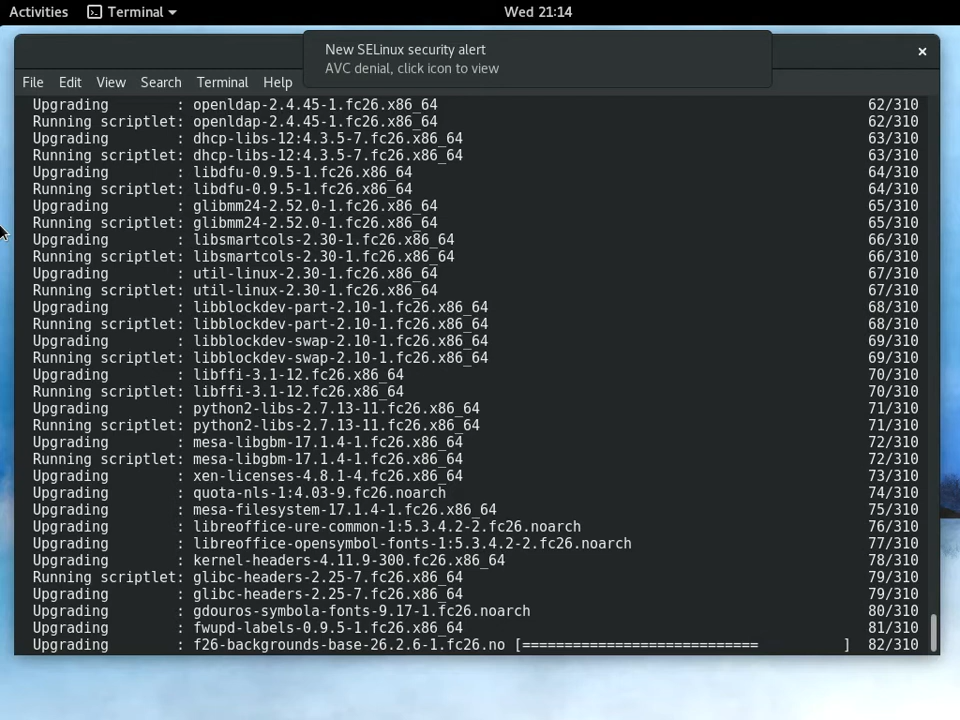 Activities Terminal Wed 21:14
New SELinux security alert
AVC denial, click icon to view
File Edit View Search Terminal Help
Upgrading : openldap-2.4.45-1.fc26.x86_64 62/310
Running scriptlet: openldap-2.4.45-1.fc26.x86_64 62/310
Upgrading : dhcp-libs-12:4.3.5-7.fc26.x86_64 63/310
Running scriptlet: dhcp-libs-12:4.3.5-7.fc26.x86_64 63/310
Upgrading : libdfu-0.9.5-1.fc26.x86_64 64/310
Running scriptlet: libdfu-0.9.5-1.fc26.x86_64 64/310
Upgrading : glibmm24-2.52.0-1.fc26.x86_64 65/310
Running scriptlet: glibmm24-2.52.0-1.fc26.x86_64 65/310
Upgrading : libsmartcols-2.30-1.fc26.x86_64 66/310
Running scriptlet: libsmartcols-2.30-1.fc26.x86_64 66/310
Upgrading : util-linux-2.30-1.fc26.x86_64 67/310
Running scriptlet: util-linux-2.30-1.fc26.x86_64 67/310
Upgrading : libblockdev-part-2.10-1.fc26.x86_64 68/310
Running scriptlet: libblockdev-part-2.10-1.fc26.x86_64 68/310
Upgrading : libblockdev-swap-2.10-1.fc26.x86_64 69/310
Running scriptlet: libblockdev-swap-2.10-1.fc26.x86_64 69/310
Upgrading : libffi-3.1-12.fc26.x86_64 70/310
Running scriptlet: libffi-3.1-12.fc26.x86_64 70/310
Upgrading : python2-libs-2.7.13-11.fc26.x86_64 71/310
Running scriptlet: python2-libs-2.7.13-11.fc26.x86_64 71/310
Upgrading : mesa-libgbm-17.1.4-1.fc26.x86_64 72/310
Running scriptlet: mesa-libgbm-17.1.4-1.fc26.x86_64 72/310
Upgrading : xen-licenses-4.8.1-4.fc26.x86_64 73/310
Upgrading : quota-nls-1:4.03-9.fc26.noarch 74/310
Upgrading : mesa-filesystem-17.1.4-1.fc26.x86_64 75/310
Upgrading : libreoffice-ure-common-1:5.3.4.2-2.fc26.noarch 76/310
Upgrading : libreoffice-opensymbol-fonts-1:5.3.4.2-2.fc26.noarch 77/310
Upgrading : kernel-headers-4.11.9-300.fc26.x86_64 78/310
Running scriptlet: glibc-headers-2.25-7.fc26.x86_64 79/310
Upgrading : glibc-headers-2.25-7.fc26.x86_64 79/310
Upgrading : gdouros-symbola-fonts-9.17-1.fc26.noarch 80/310
Upgrading : fwupd-labels-0.9.5-1.fc26.x86_64 81/310
Upgrading : f26-backgrounds-base-26.2.6-1.fc26.no [============================ ] 82/310